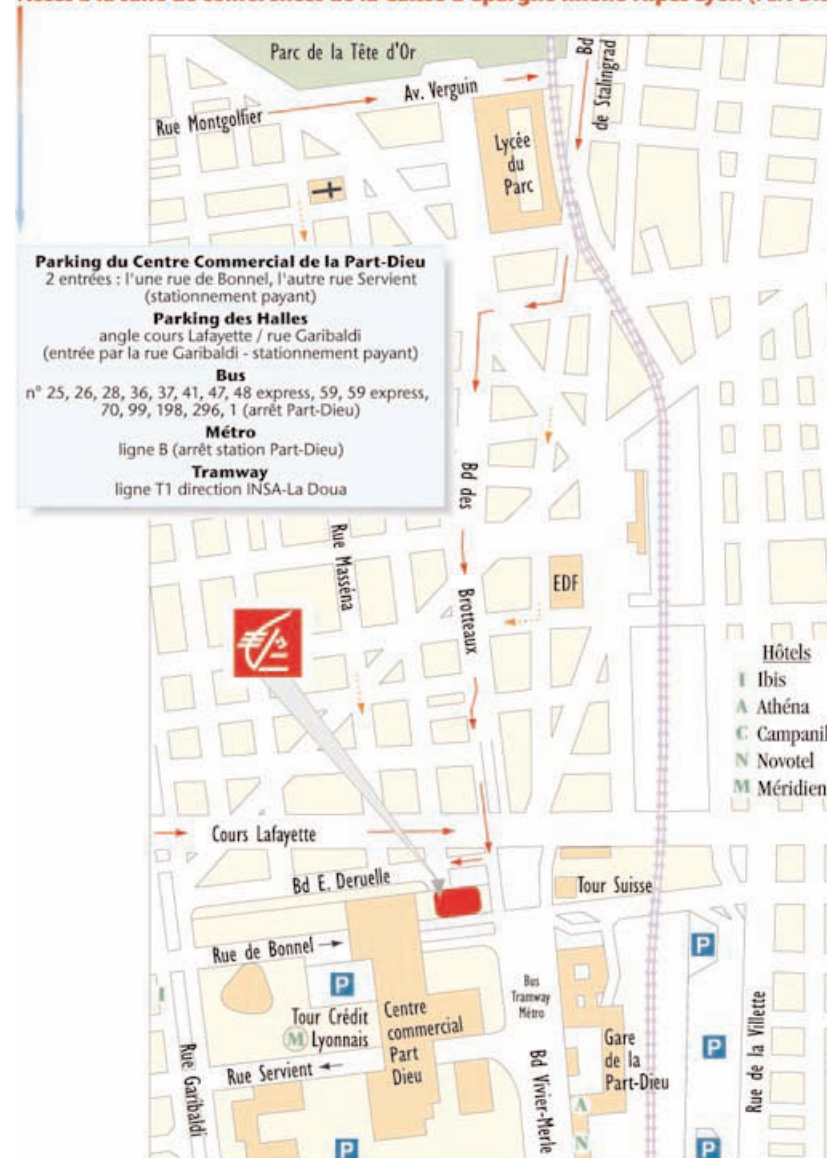 Parc de la Tête d'Or
Bd
de Stalingrad
Av. Verguin
Rue Montgolfier
Lycée
du
Parc
Parking du Centre Commercial de la Part-Dieu
2 entrées : l'une rue de Bonnel, l'autre rue Servient
(stationnement payant)
Parking des Halles
angle cours Lafayette / rue Garibaldi
(entrée par la rue Garibaldi - stationnement payant)
Bus
n° 25, 26, 28, 36, 37, 41, 47, 48 express, 59, 59 express,
70, 99, 198, 296, 1 (arrêt Part-Dieu)
Métro
ligne B (arrêt station Part-Dieu)
Tramway
ligne T1 direction INSA-La Doua
Bd des
Rue Masséna
EDF
Brotteaux
Hôtels
I Ibis
A Athéna
C Campanil
N Novotel
M Méridien
Cours Lafayette
Bd E. Deruelle
Tour Suisse
Rue de Bonnel
P
P
I
Bus
Tramway
Métro
Tour Crédit
M Lyonnais
Centre
commercial
Part
Dieu
Gare
de la
Part-Dieu
P
Rue de la Villette
Rue Garibaldi
Rue Servient
Bd Vivier-Merle
A
N
P
P